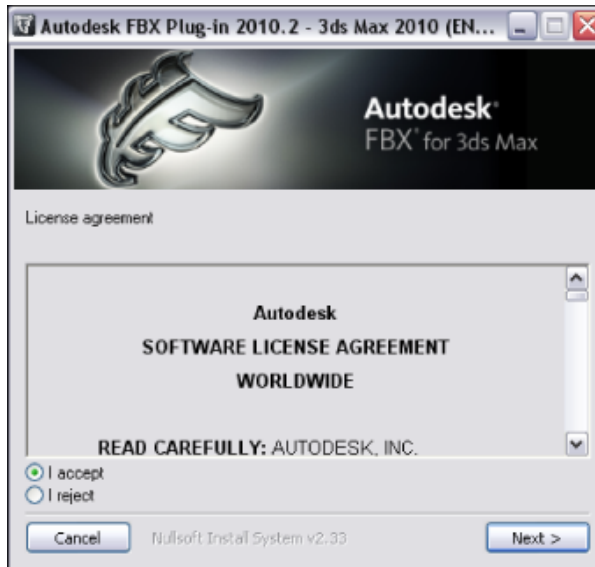 Autodesk FBX Plug-in 2010.2 - 3ds Max 2010 (EN...
Autodesk®
FBX® for 3ds Max
License agreement
Autodesk
SOFTWARE LICENSE AGREEMENT
WORLDWIDE
READ CAREFULLY: AUTODESK, INC.
I accept
I reject
Cancel
Nullsoft Install System v2.33
Next >